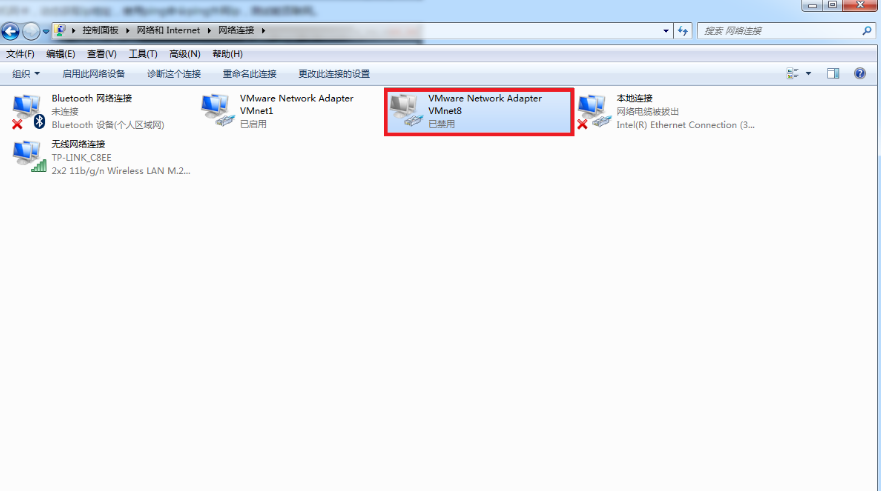 控制面板 ▸ 网络和 Internet ▸ 网络连接 ▸
搜索 网络连接
文件(F) 编辑(E) 查看(V) 工具(T) 高级(N) 帮助(H)
组织 启用此网络设备 诊断这个连接 重命名此连接 更改此连接的设置
Bluetooth 网络连接
未连接
Bluetooth 设备(个人区域网)
VMware Network Adapter
VMnet1
已启用
VMware Network Adapter
VMnet8
已禁用
本地连接
网络电缆被拔出
Intel(R) Ethernet Connection (3...
无线网络连接
TP-LINK_C8EE
2x2 11b/g/n Wireless LAN M.2...